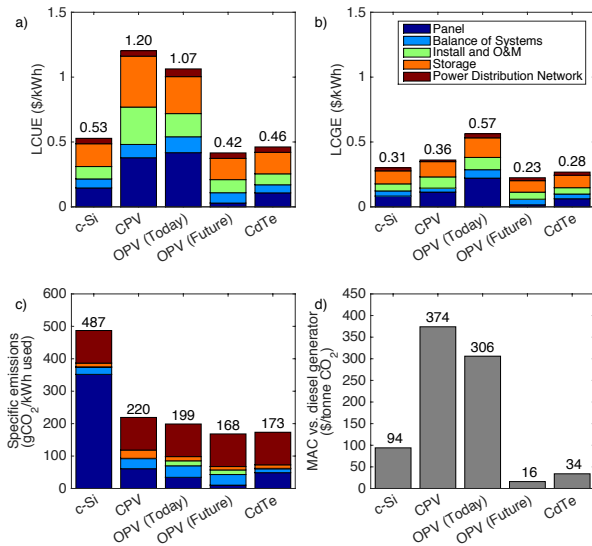 a)
LCUE ($/kWh)
1.5
1
0.5
0
0.53
1.20
1.07
0.42
0.46
c-Si
CPV
OPV (Today)
OPV (Future)
CdTe
b)
LCGE ($/kWh)
1.5
1
0.5
0
Panel
Balance of Systems
Install and O&M
Storage
Power Distribution Network
0.31
0.36
0.57
0.23
0.28
c-Si
CPV
OPV (Today)
OPV (Future)
CdTe
c)
Specific emissions
(gCO2/kWh used)
600
500
400
300
200
100
0
487
220
199
168
173
c-Si
CPV
OPV (Today)
OPV (Future)
CdTe
d)
MAC vs. diesel generator
($/tonne CO2)
450
400
350
300
250
200
150
100
50
0
94
374
306
16
34
c-Si
CPV
OPV (Today)
OPV (Future)
CdTe